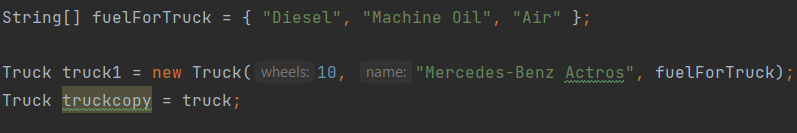 String[] fuelForTruck = { "Diesel", "Machine Oil", "Air" };
Truck truck1 = new Truck( wheels: 10, name: "Mercedes-Benz Actros", fuelForTruck);
Truck truckcopy = truck;